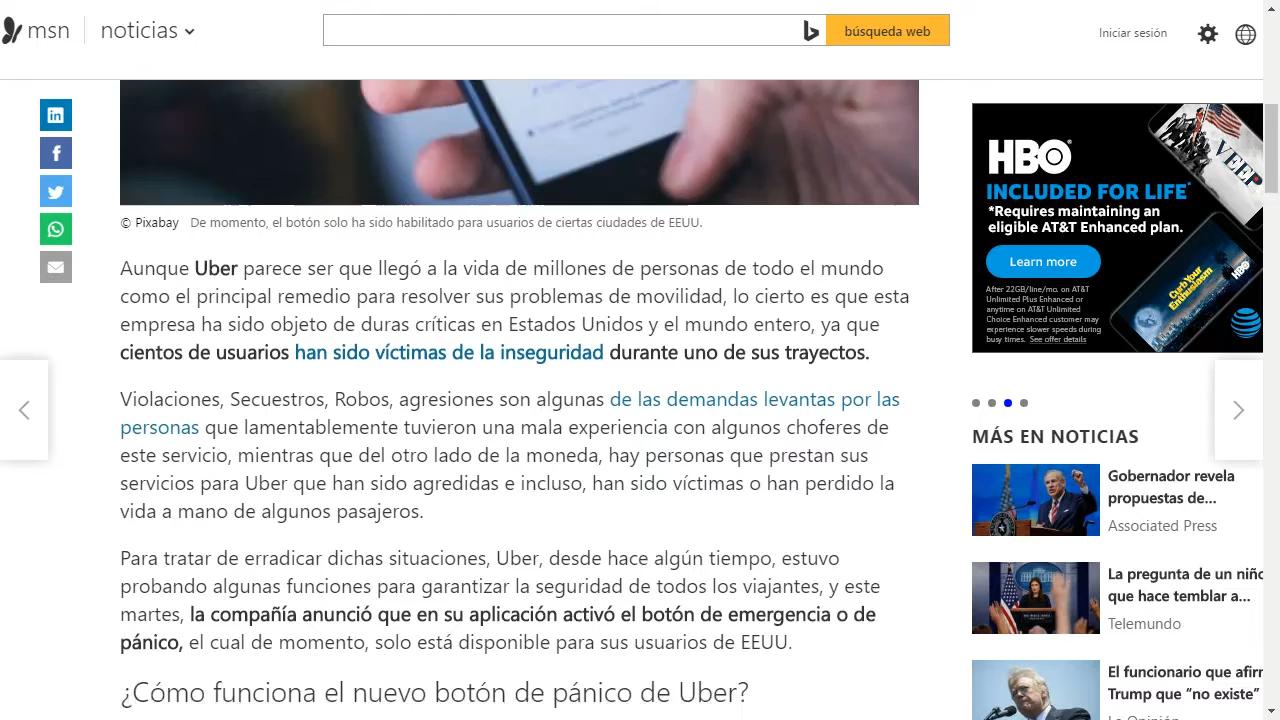 msn
noticias
búsqueda web
Iniciar sesión
© Pixabay De momento, el botón solo ha sido habilitado para usuarios de ciertas ciudades de EEUU.
Aunque Uber parece ser que llegó a la vida de millones de personas de todo el mundo
como el principal remedio para resolver sus problemas de movilidad, lo cierto es que esta
empresa ha sido objeto de duras críticas en Estados Unidos y el mundo entero, ya que
cientos de usuarios han sido víctimas de la inseguridad durante uno de sus trayectos.
Violaciones, Secuestros, Robos, agresiones son algunas de las demandas levantas por las
personas que lamentablemente tuvieron una mala experiencia con algunos choferes de
este servicio, mientras que del otro lado de la moneda, hay personas que prestan sus
servicios para Uber que han sido agredidas e incluso, han sido víctimas o han perdido la
vida a mano de algunos pasajeros.
Para tratar de erradicar dichas situaciones, Uber, desde hace algún tiempo, estuvo
probando algunas funciones para garantizar la seguridad de todos los viajantes, y este
martes, la compañía anunció que en su aplicación activó el botón de emergencia o de
pánico, el cual de momento, solo está disponible para sus usuarios de EEUU.
¿Cómo funciona el nuevo botón de pánico de Uber?
HBO
INCLUDED FOR LIFE*
*Requires maintaining an
eligible AT&T Enhanced plan.
Learn more
After 22GB/line/mo. on AT&T
Unlimited Plus Enhanced or
anytime on AT&T Unlimited
Choice Enhanced customer may
experience slower speeds during
busy times. See offer details
VEEP
Curb Your
Enthusiasm
HBO
AT&T
MÁS EN NOTICIAS
Gobernador revela
propuestas de...
Associated Press
La pregunta de un niño
que hace temblar a...
Telemundo
El funcionario que afirm
Trump que “no existe”
La Opinión